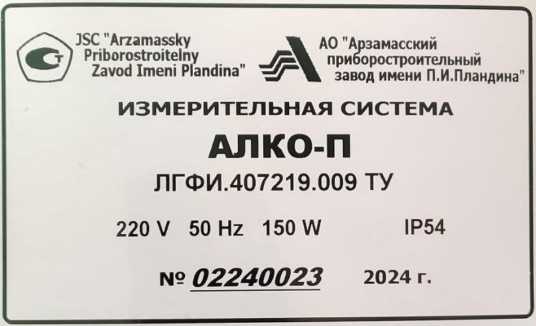 JSC "Arzamassky
Priborostroitelny
Zavod Imeni Plandina"
АО "Арзамасский
приборостроительный
завод имени П.И.Пландина"
ИЗМЕРИТЕЛЬНАЯ СИСТЕМА
АЛКО-П
ЛГФИ.407219.009 ТУ
220 V 50 Hz 150 W IP54
№ 02240023 2024 г.